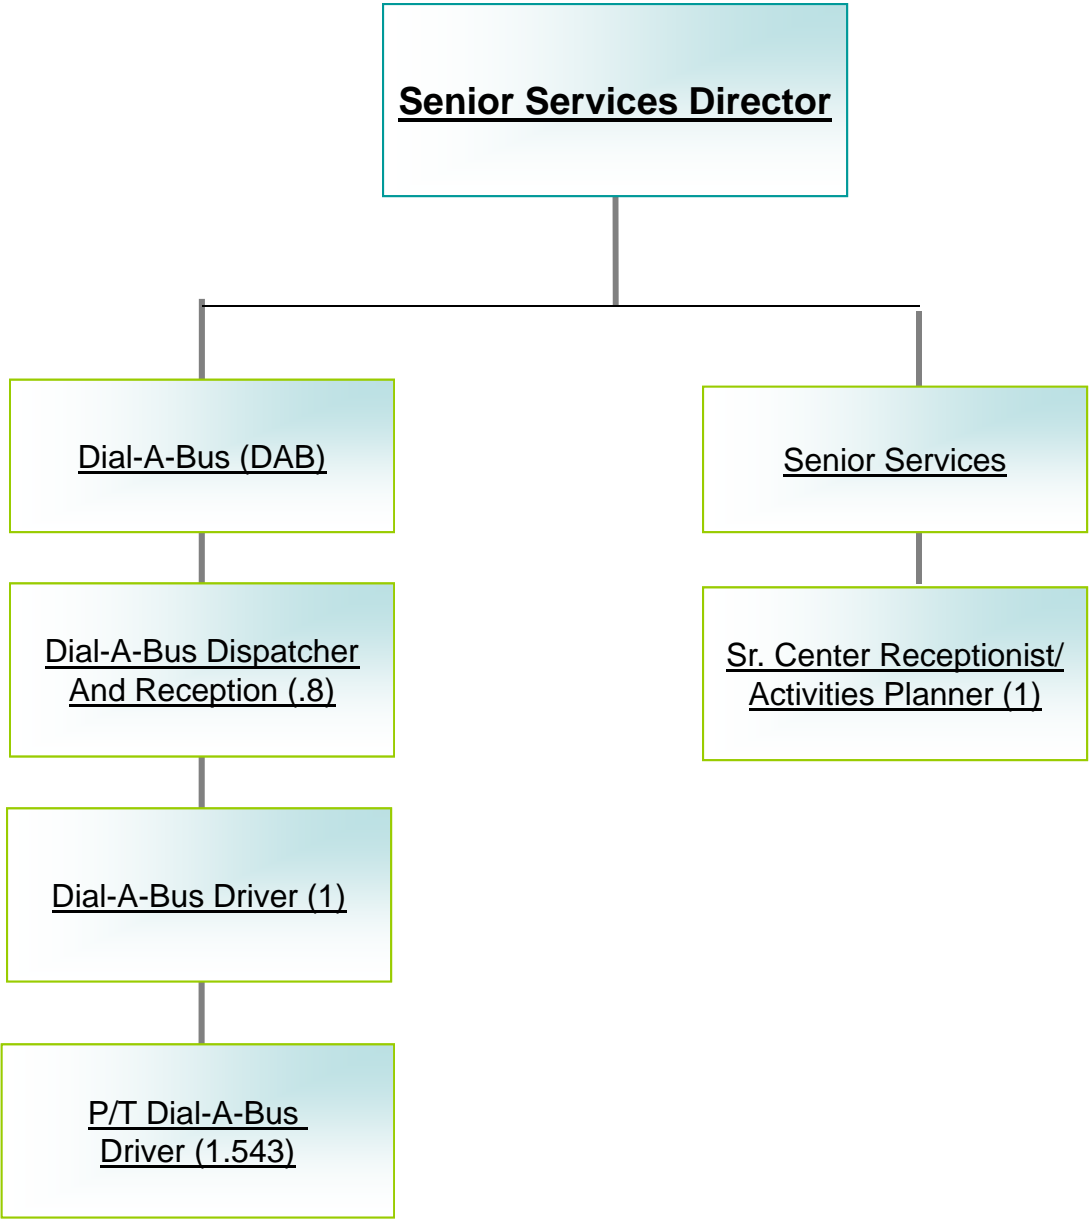 Senior Services Director
Dial-A-Bus (DAB)
Senior Services
Dial-A-Bus Dispatcher
And Reception (.8)
Sr. Center Receptionist/
Activities Planner (1)
Dial-A-Bus Driver (1)
P/T Dial-A-Bus
Driver (1.543)